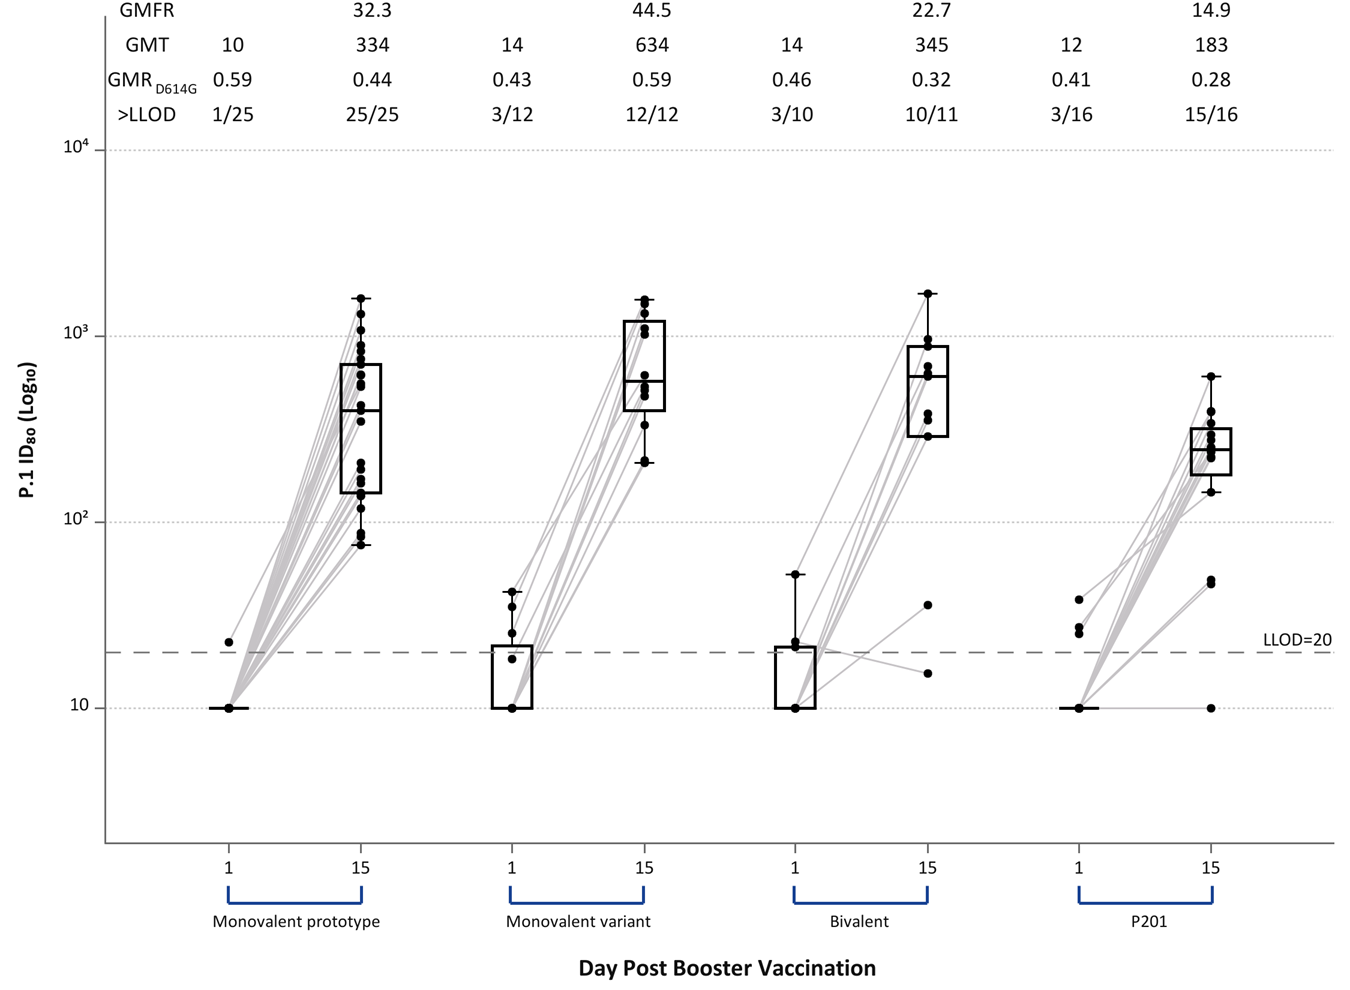 GMFR 32.3 44.5 22.7 14.9
GMT 10 334 14 634 14 345 12 183
GMR D614G 0.59 0.44 0.43 0.59 0.46 0.32 0.41 0.28
>LLOD 1/25 25/25 3/12 12/12 3/10 10/11 3/16 15/16
10⁴
10³
10²
10
P.1 ID₈₀ (Log₁₀)
LLOD=20
1 15 1 15 1 15 1 15
Monovalent prototype Monovalent variant Bivalent P201
Day Post Booster Vaccination